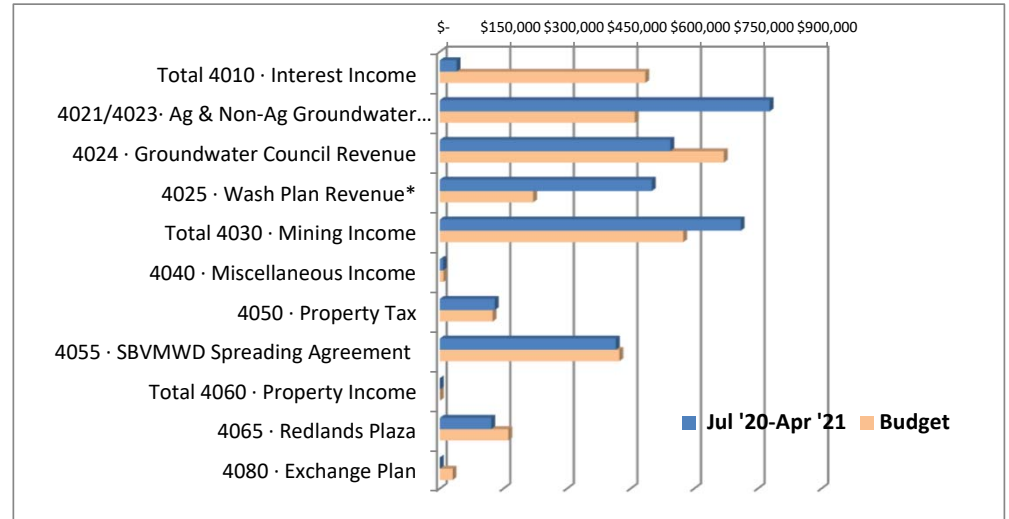 $- $150,000 $300,000 $450,000 $600,000 $750,000 $900,000
Total 4010 · Interest Income
4021/4023· Ag & Non-Ag Groundwater…
4024 · Groundwater Council Revenue
4025 · Wash Plan Revenue*
Total 4030 · Mining Income
4040 · Miscellaneous Income
4050 · Property Tax
4055 · SBVMWD Spreading Agreement
Total 4060 · Property Income
4065 · Redlands Plaza
4080 · Exchange Plan
Jul '20-Apr '21 Budget